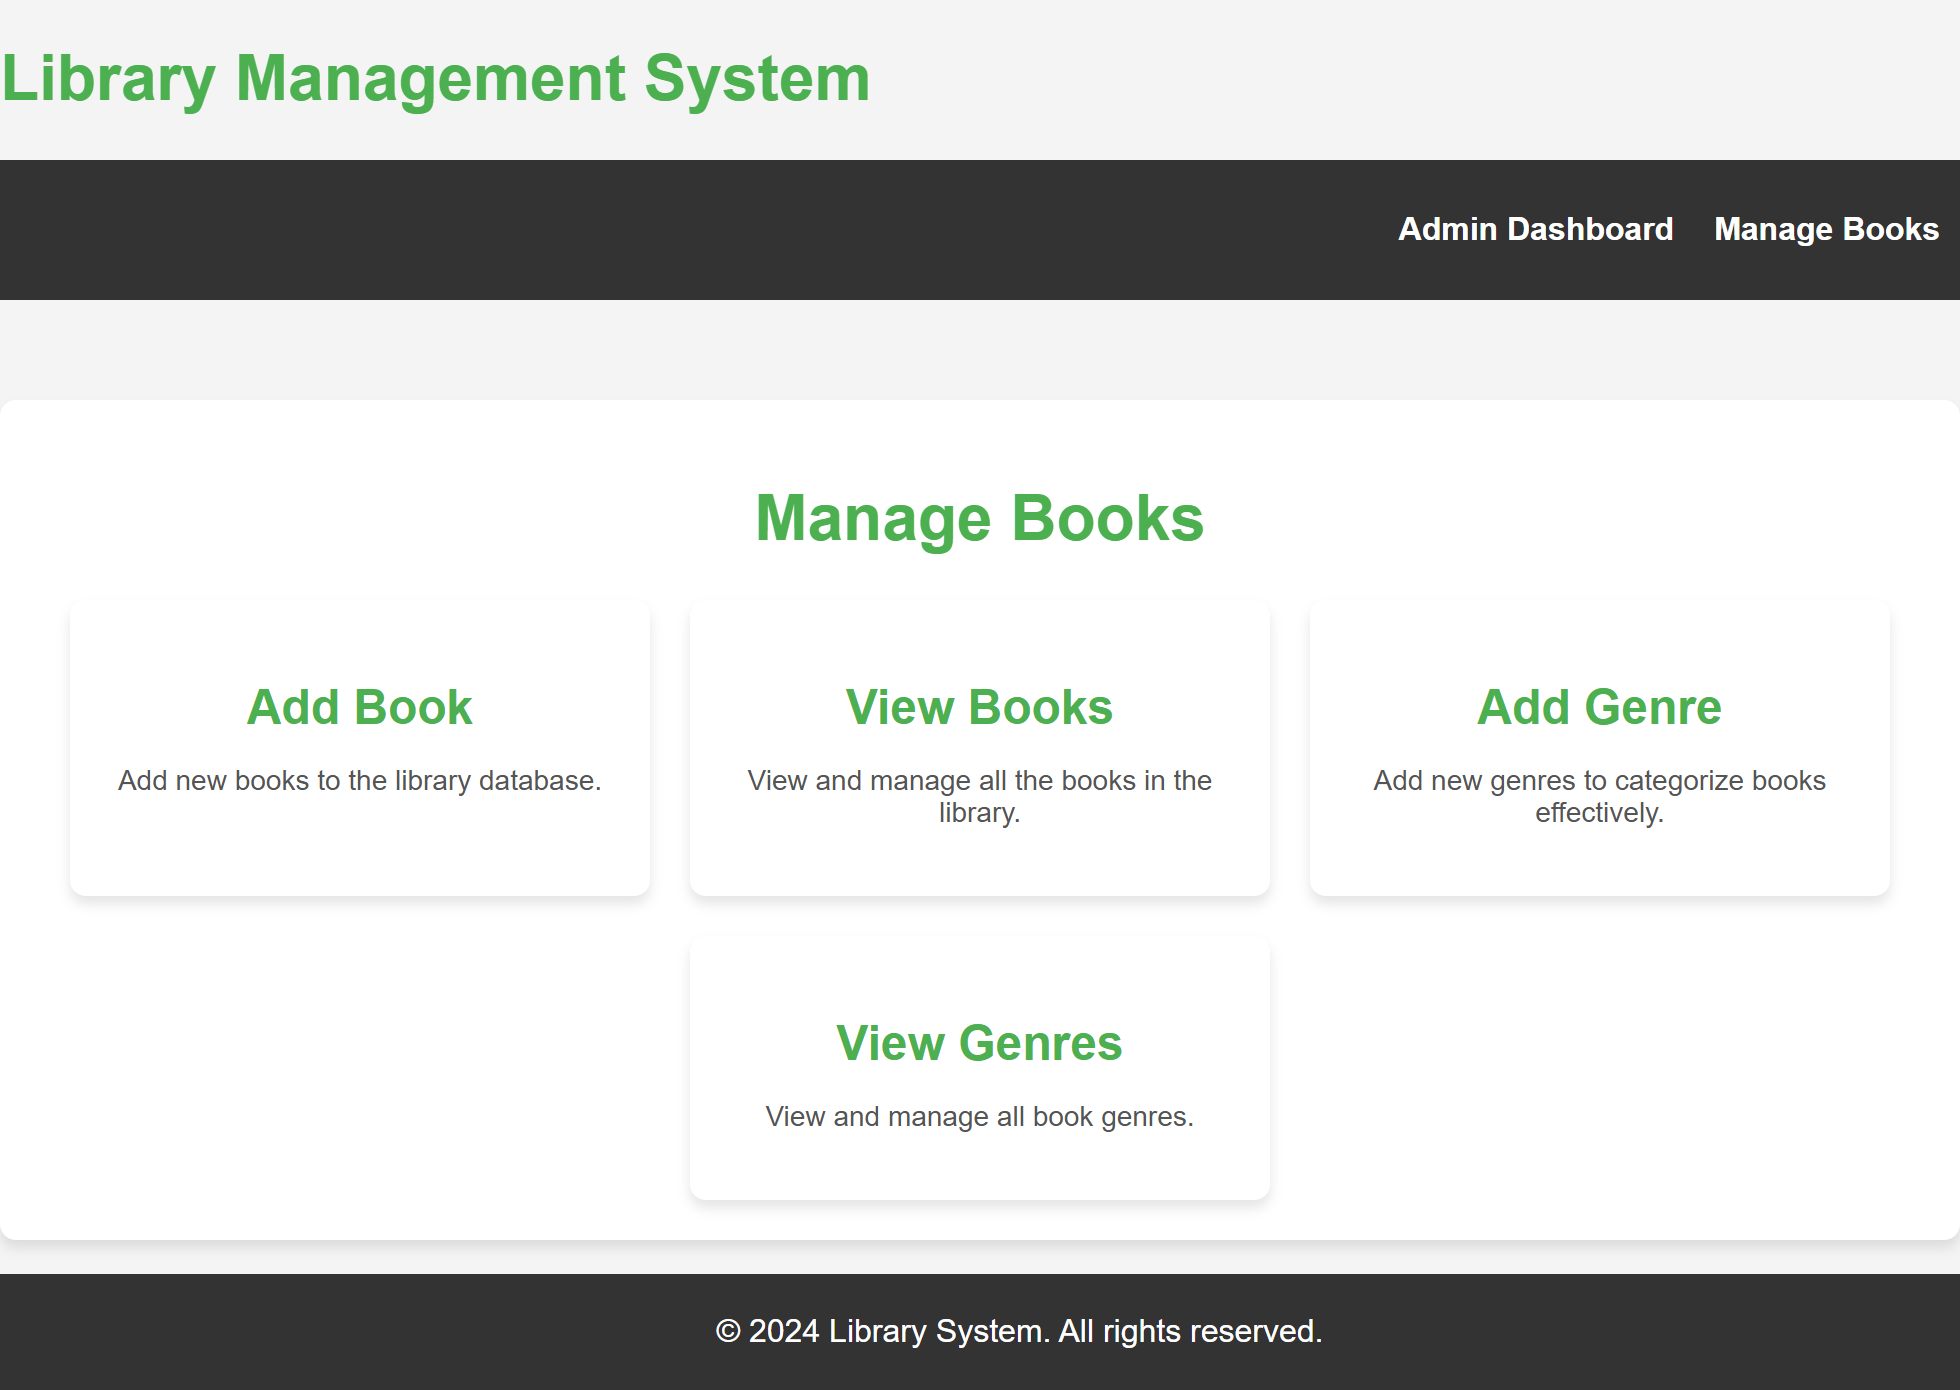 Library Management System
Admin Dashboard Manage Books
Manage Books
Add Book
Add new books to the library database.
View Books
View and manage all the books in the
library.
Add Genre
Add new genres to categorize books
effectively.
View Genres
View and manage all book genres.
© 2024 Library System. All rights reserved.